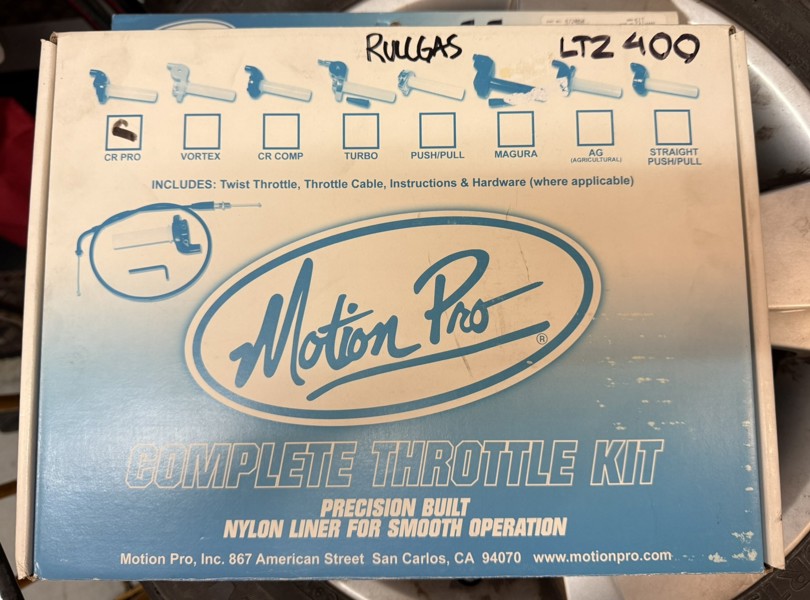 RULLGAS LTZ 400
CR PRO VORTEX CR COMP TURBO PUSH/PULL MAGURA AG (AGRICULTURAL) STRAIGHT PUSH/PULL
INCLUDES: Twist Throttle, Throttle Cable, Instructions & Hardware (where applicable)
Motion Pro ®
COMPLETE THROTTLE KIT
PRECISION BUILT
NYLON LINER FOR SMOOTH OPERATION
Motion Pro, Inc. 867 American Street San Carlos, CA 94070 www.motionpro.com